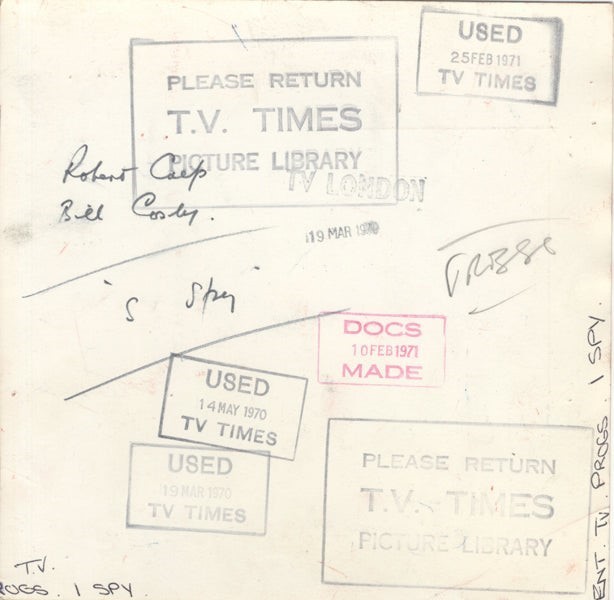 USED
25 FEB 1971
TV TIMES
PLEASE RETURN
T.V. TIMES
PICTURE LIBRARY
TV LONDON
Robert Culp
Bill Cosby.
19 MAR 1970
"S Spy"
DOCS
10 FEB 1971
MADE
USED
14 MAY 1970
TV TIMES
USED
19 MAR 1970
TV TIMES
PLEASE RETURN
T.V. TIMES
PICTURE LIBRARY
ENT. TV. PROGS. I SPY.
T.V.
ROGS. I SPY.